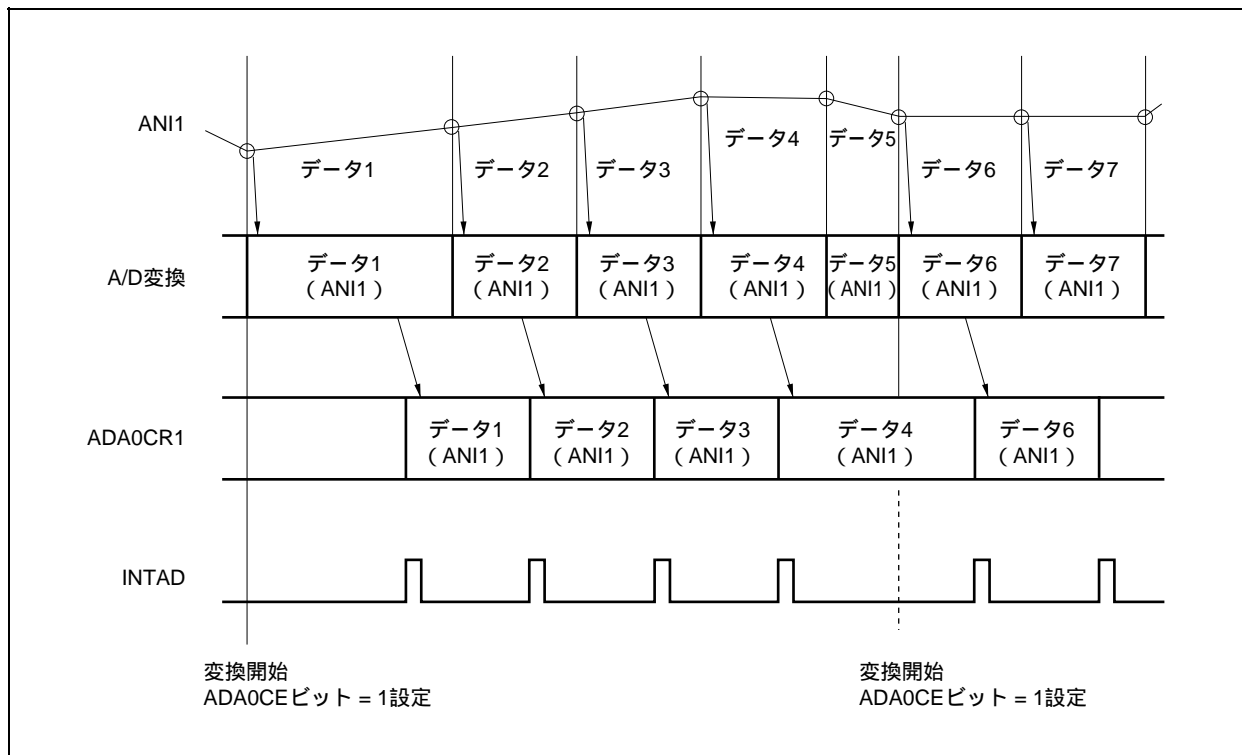 ANI1
データ1
データ2
データ3
データ4
データ5
データ6
データ7
A/D変換
データ1
（ANI1）
データ2
（ANI1）
データ3
（ANI1）
データ4
（ANI1）
データ5
（ANI1）
データ6
（ANI1）
データ7
（ANI1）
ADA0CR1
データ1
（ANI1）
データ2
（ANI1）
データ3
（ANI1）
データ4
（ANI1）
データ6
（ANI1）
INTAD
変換開始
ADA0CEビット = 1設定
変換開始
ADA0CEビット = 1設定